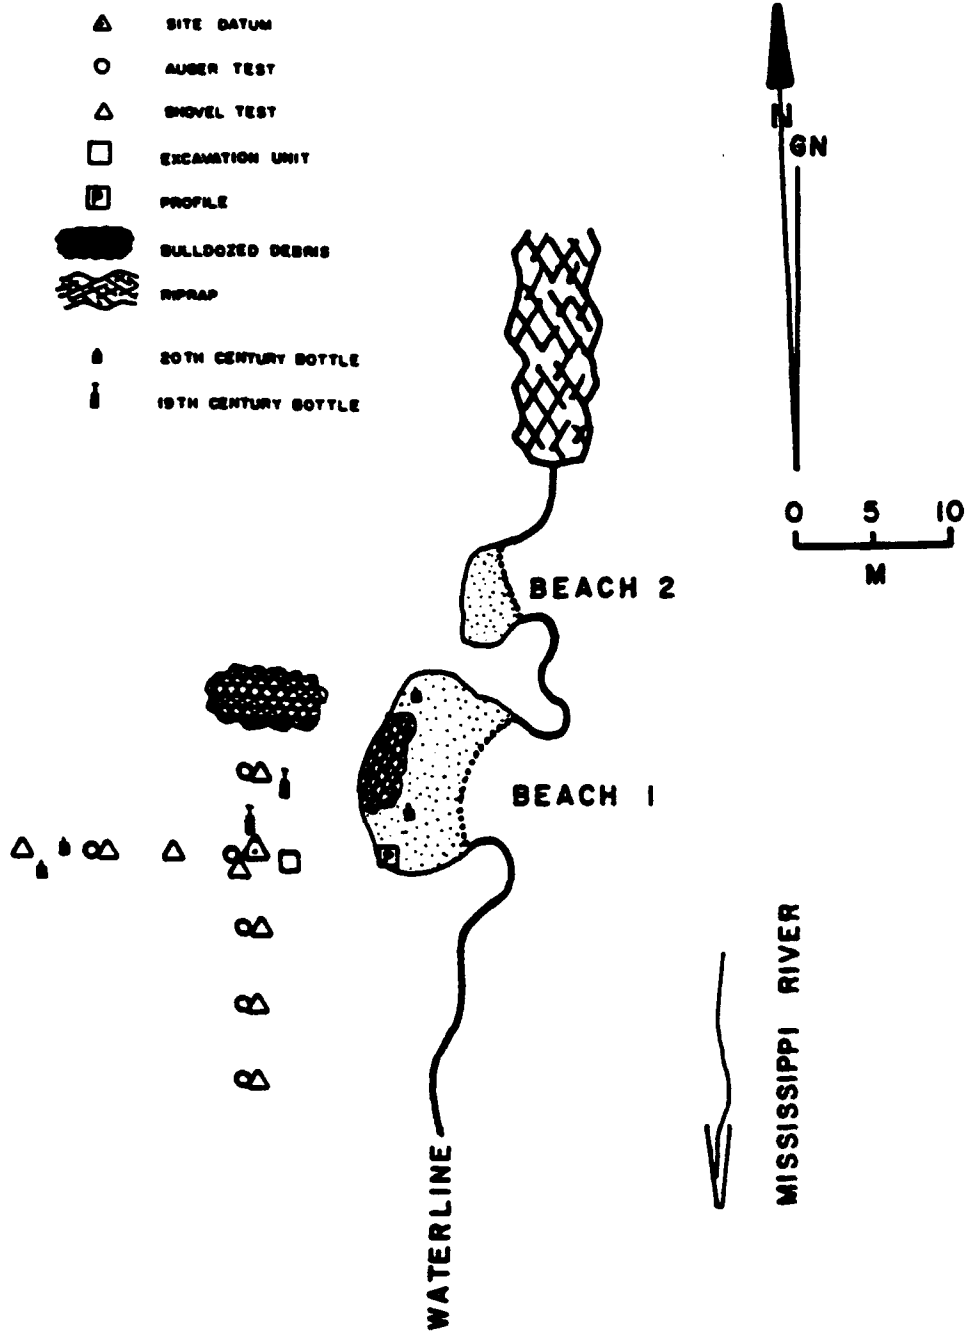 SITE DATUM
AUGER TEST
SHOVEL TEST
EXCAVATION UNIT
P PROFILE
BULLDOZED DEBRIS
RIPRAP
20TH CENTURY BOTTLE
19TH CENTURY BOTTLE
N
GN
0 5 10
M
BEACH 2
BEACH 1
P
MISSISSIPPI RIVER
WATERLINE